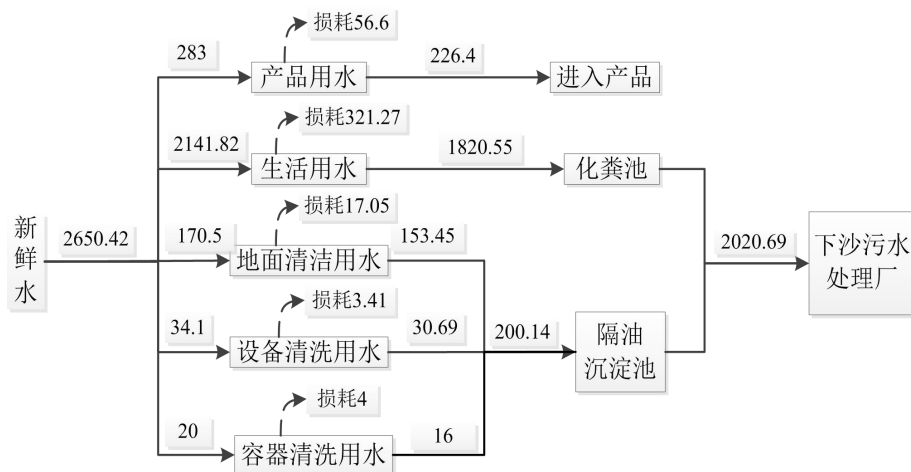 损耗56.6
283
产品用水
226.4
进入产品
损耗321.27
2141.82
生活用水
1820.55
化粪池
新
鲜
水
2650.42
损耗17.05
170.5
地面清洁用水
153.45
2020.69
下沙污水
处理厂
损耗3.41
34.1
设备清洗用水
30.69
200.14
隔油
沉淀池
损耗4
20
容器清洗用水
16